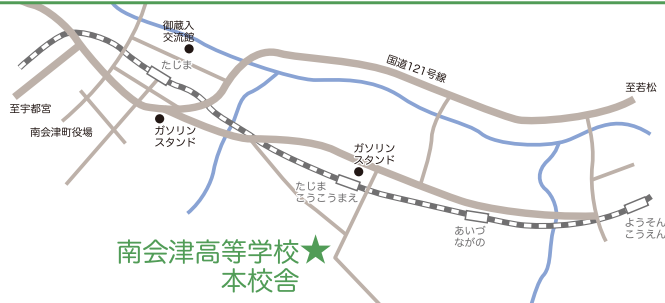 御蔵入
交流館
たじま
国道121号線
至若松
至宇都宮
南会津町役場
ガソリン
スタンド
ガソリン
スタンド
たじま
こうこうまえ
あいづ
ながの
ようそん
こうえん
南会津高等学校★
本校舎